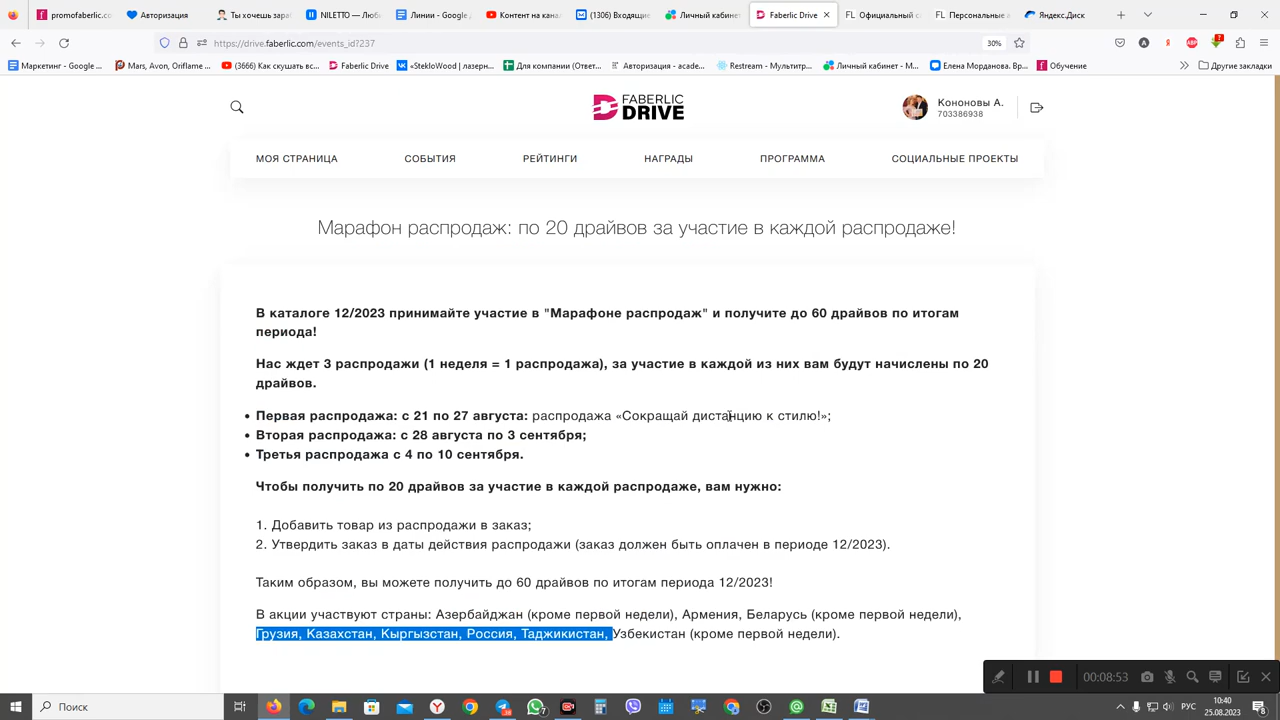 promofaberlic.co
Авторизация
Ты хочешь зараб
NILETTO — Любо
Линии - Google Д
Контент на канал
(1306) Входящие
Личный кабинет
Faberlic Drive
Официальный с
Персональные а
Яндекс.Диск
https://drive.faberlic.com/events_id?237
30%
Маркетинг - Google ...
Mars, Avon, Oriflame ...
(3666) Как скушать вс...
Faberlic Drive
«StekloWood | лазерн...
Для компании (Ответ...
Авторизация - acade...
Restream - Мультитр...
Личный кабинет - М...
Елена Морданова. Вр...
Обучение
Другие закладки
FABERLIC
DRIVE
Кононовы А.
703386938
МОЯ СТРАНИЦА
СОБЫТИЯ
РЕЙТИНГИ
НАГРАДЫ
ПРОГРАММА
СОЦИАЛЬНЫЕ ПРОЕКТЫ
Марафон распродаж: по 20 драйвов за участие в каждой распродаже!
В каталоге 12/2023 принимайте участие в "Марафоне распродаж" и получите до 60 драйвов по итогам
периода!
Нас ждет 3 распродажи (1 неделя = 1 распродажа), за участие в каждой из них вам будут начислены по 20
драйвов.
• Первая распродажа: с 21 по 27 августа: распродажа «Сокращай дистанцию к стилю!»;
• Вторая распродажа: с 28 августа по 3 сентября;
• Третья распродажа с 4 по 10 сентября.
Чтобы получить по 20 драйвов за участие в каждой распродаже, вам нужно:
1. Добавить товар из распродажи в заказ;
2. Утвердить заказ в даты действия распродажи (заказ должен быть оплачен в периоде 12/2023).
Таким образом, вы можете получить до 60 драйвов по итогам периода 12/2023!
В акции участвуют страны: Азербайджан (кроме первой недели), Армения, Беларусь (кроме первой недели),
Грузия, Казахстан, Кыргызстан, Россия, Таджикистан, Узбекистан (кроме первой недели).
00:08:53
Поиск
РУС
10:40
25.08.2023